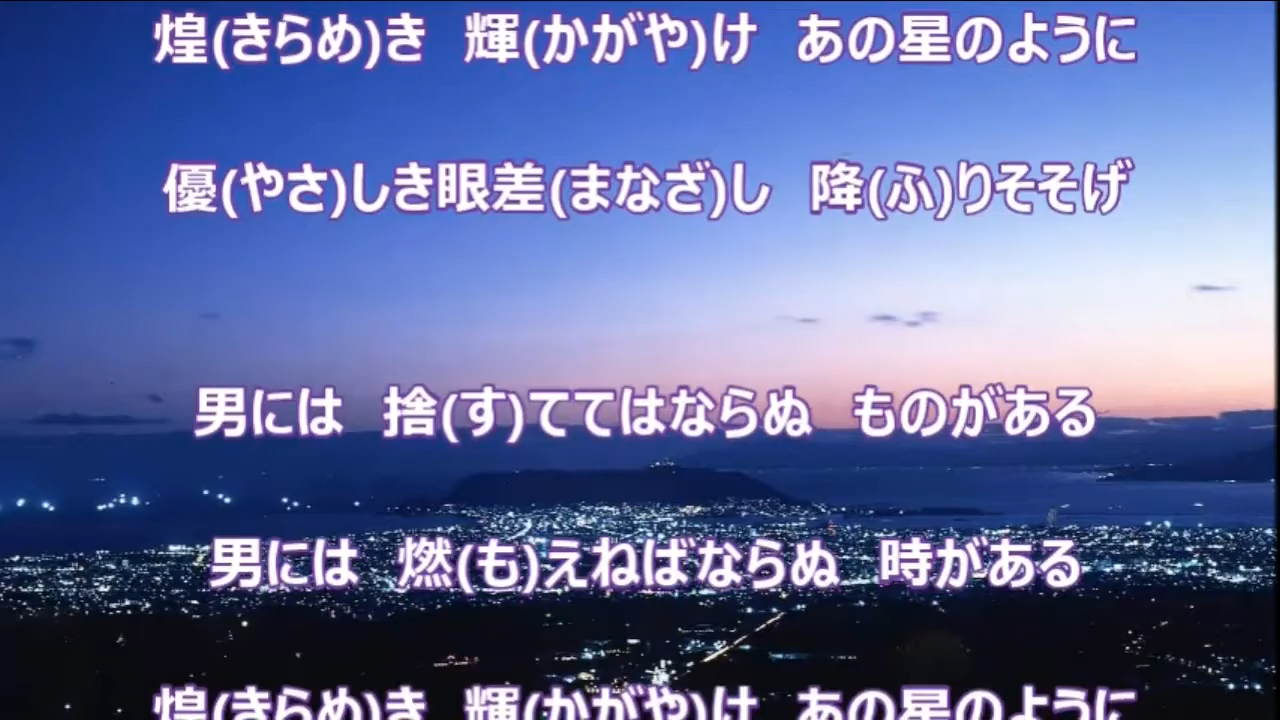 煌(きらめ)き　輝(かがや)け　あの星のように
優(やさ)しき眼差(まなざ)し　降(ふ)りそそげ
男には　捨(す)ててはならぬ　ものがある
男には　燃(も)えねばならぬ　時がある
煌(きらめ)き　輝(かがや)け　あの星のように